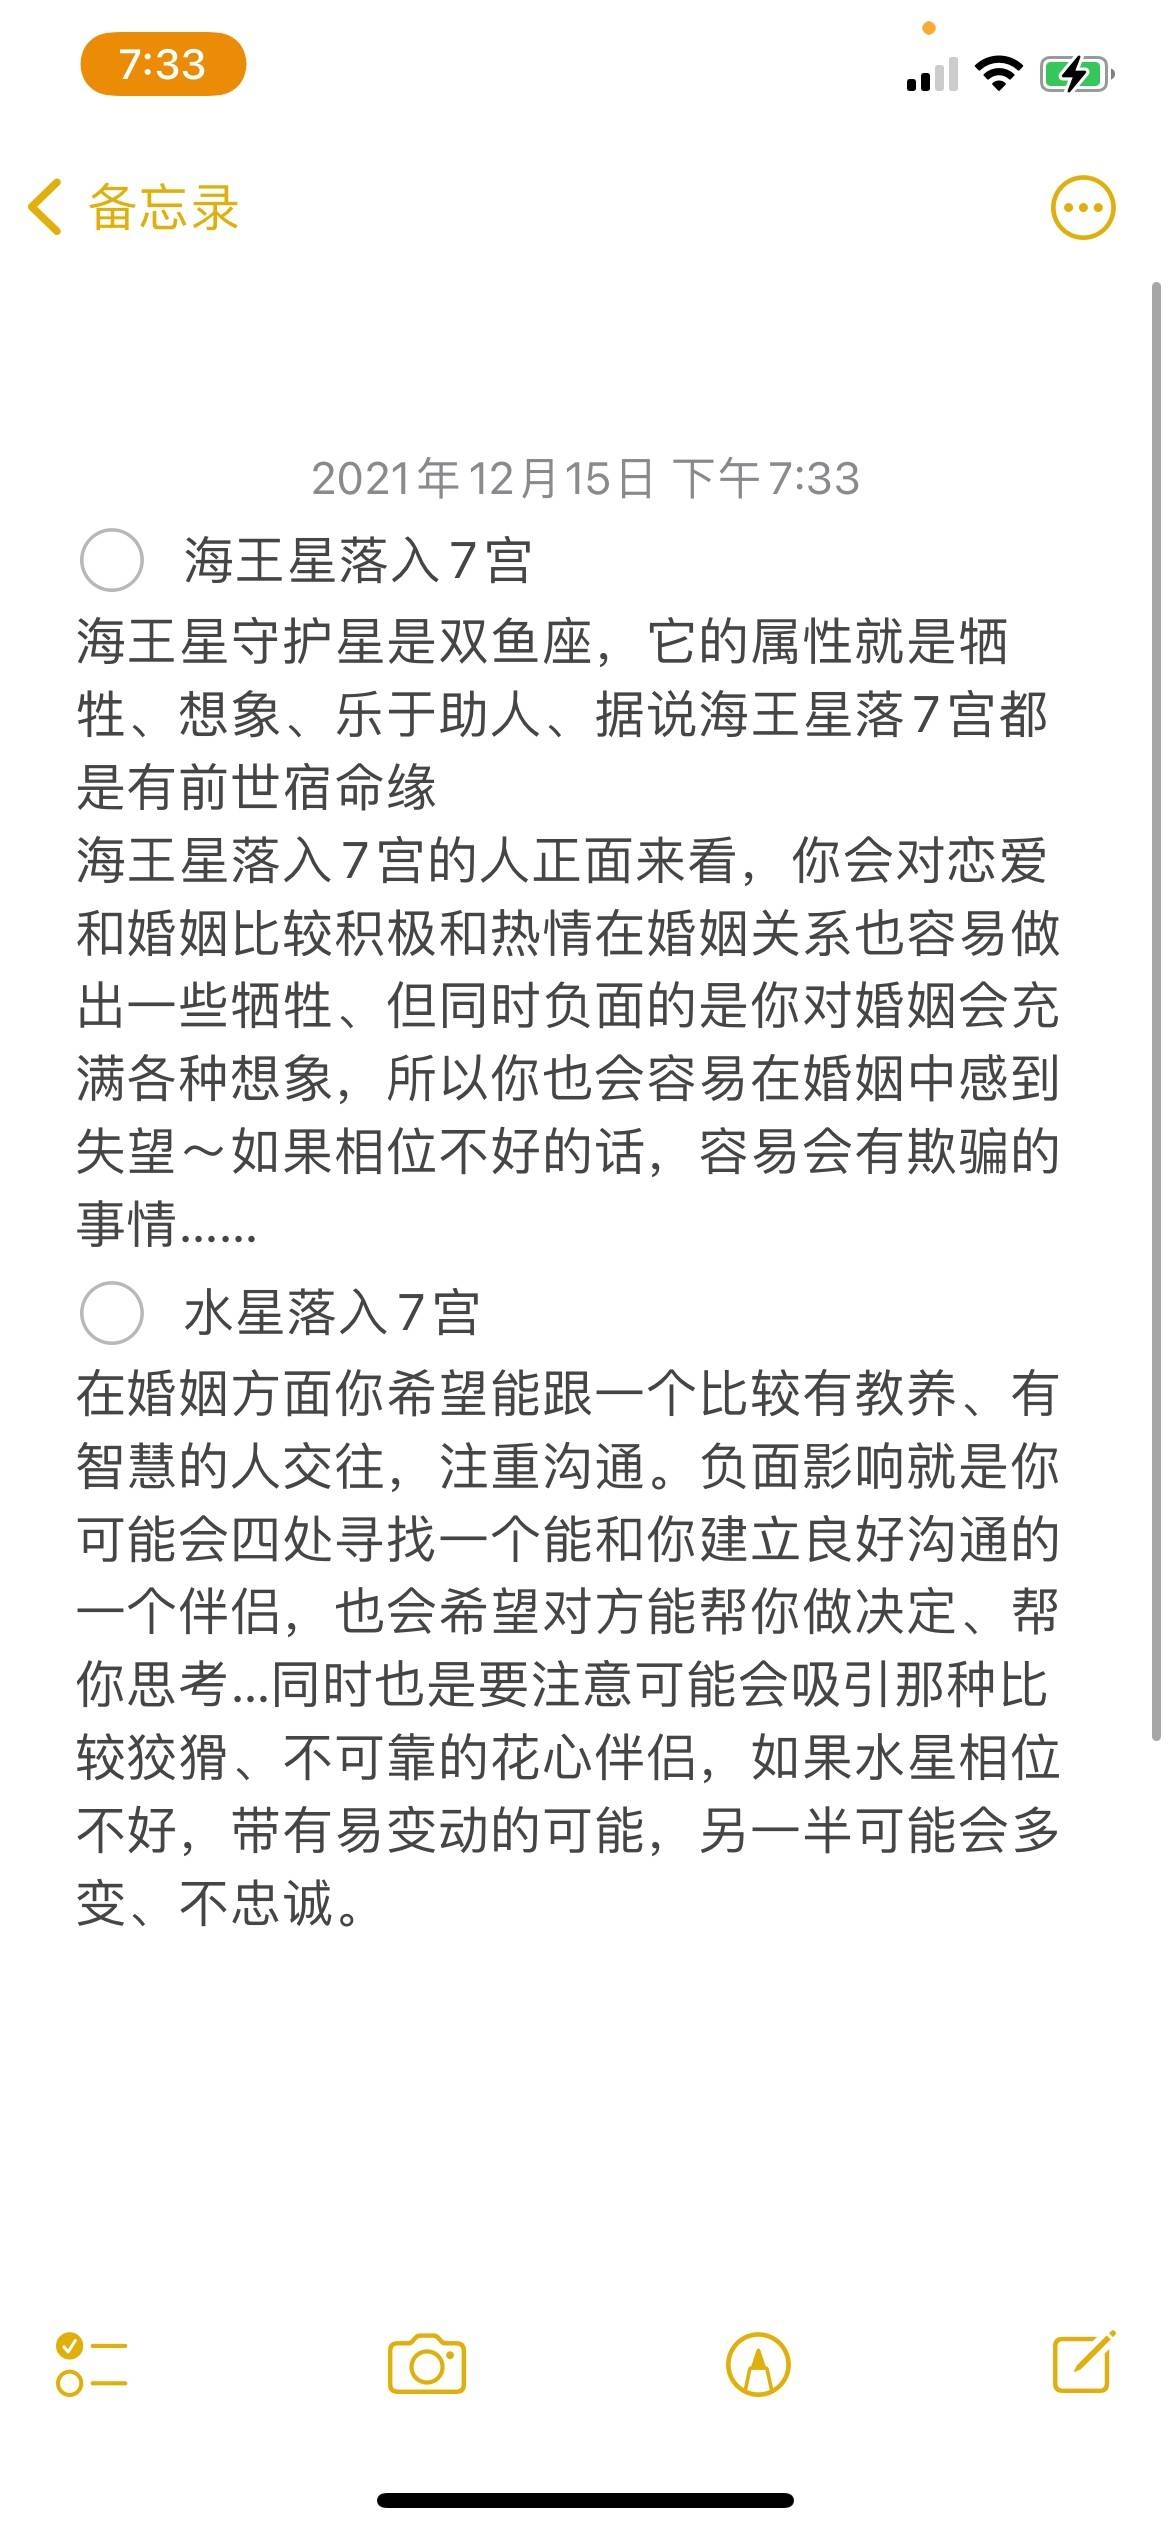 7:33
备忘录
2021年12月15日 下午7:33
海王星落入7宫
海王星守护星是双鱼座，它的属性就是牺
牲、想象、乐于助人、据说海王星落7宫都
是有前世宿命缘
海王星落入7宫的人正面来看，你会对恋爱
和婚姻比较积极和热情在婚姻关系也容易做
出一些牺牲、但同时负面的是你对婚姻会充
满各种想象，所以你也会容易在婚姻中感到
失望～如果相位不好的话，容易会有欺骗的
事情……
水星落入7宫
在婚姻方面你希望能跟一个比较有教养、有
智慧的人交往，注重沟通。负面影响就是你
可能会四处寻找一个能和你建立良好沟通的
一个伴侣，也会希望对方能帮你做决定、帮
你思考…同时也是要注意可能会吸引那种比
较狡猾、不可靠的花心伴侣，如果水星相位
不好，带有易变动的可能，另一半可能会多
变、不忠诚。